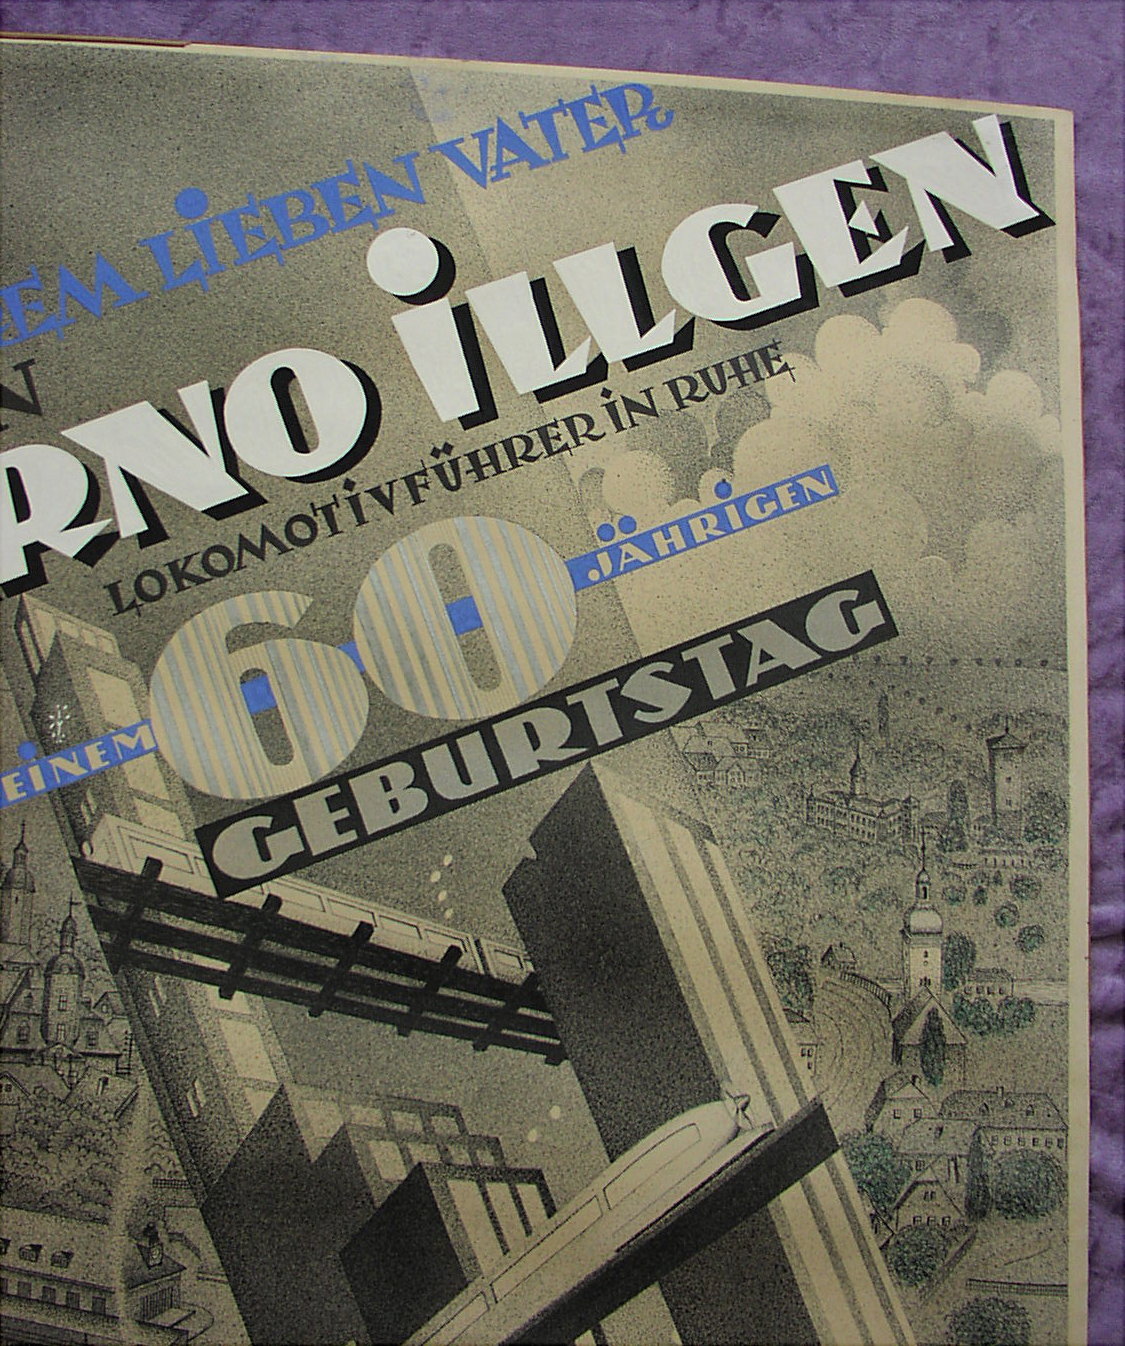 EM LIEBEN VATER
N
RNO ILLGEN
LOKOMOTIVFÜHRER IN RUHE
EINEM 60 JÄHRIGEN
GEBURTSTAG